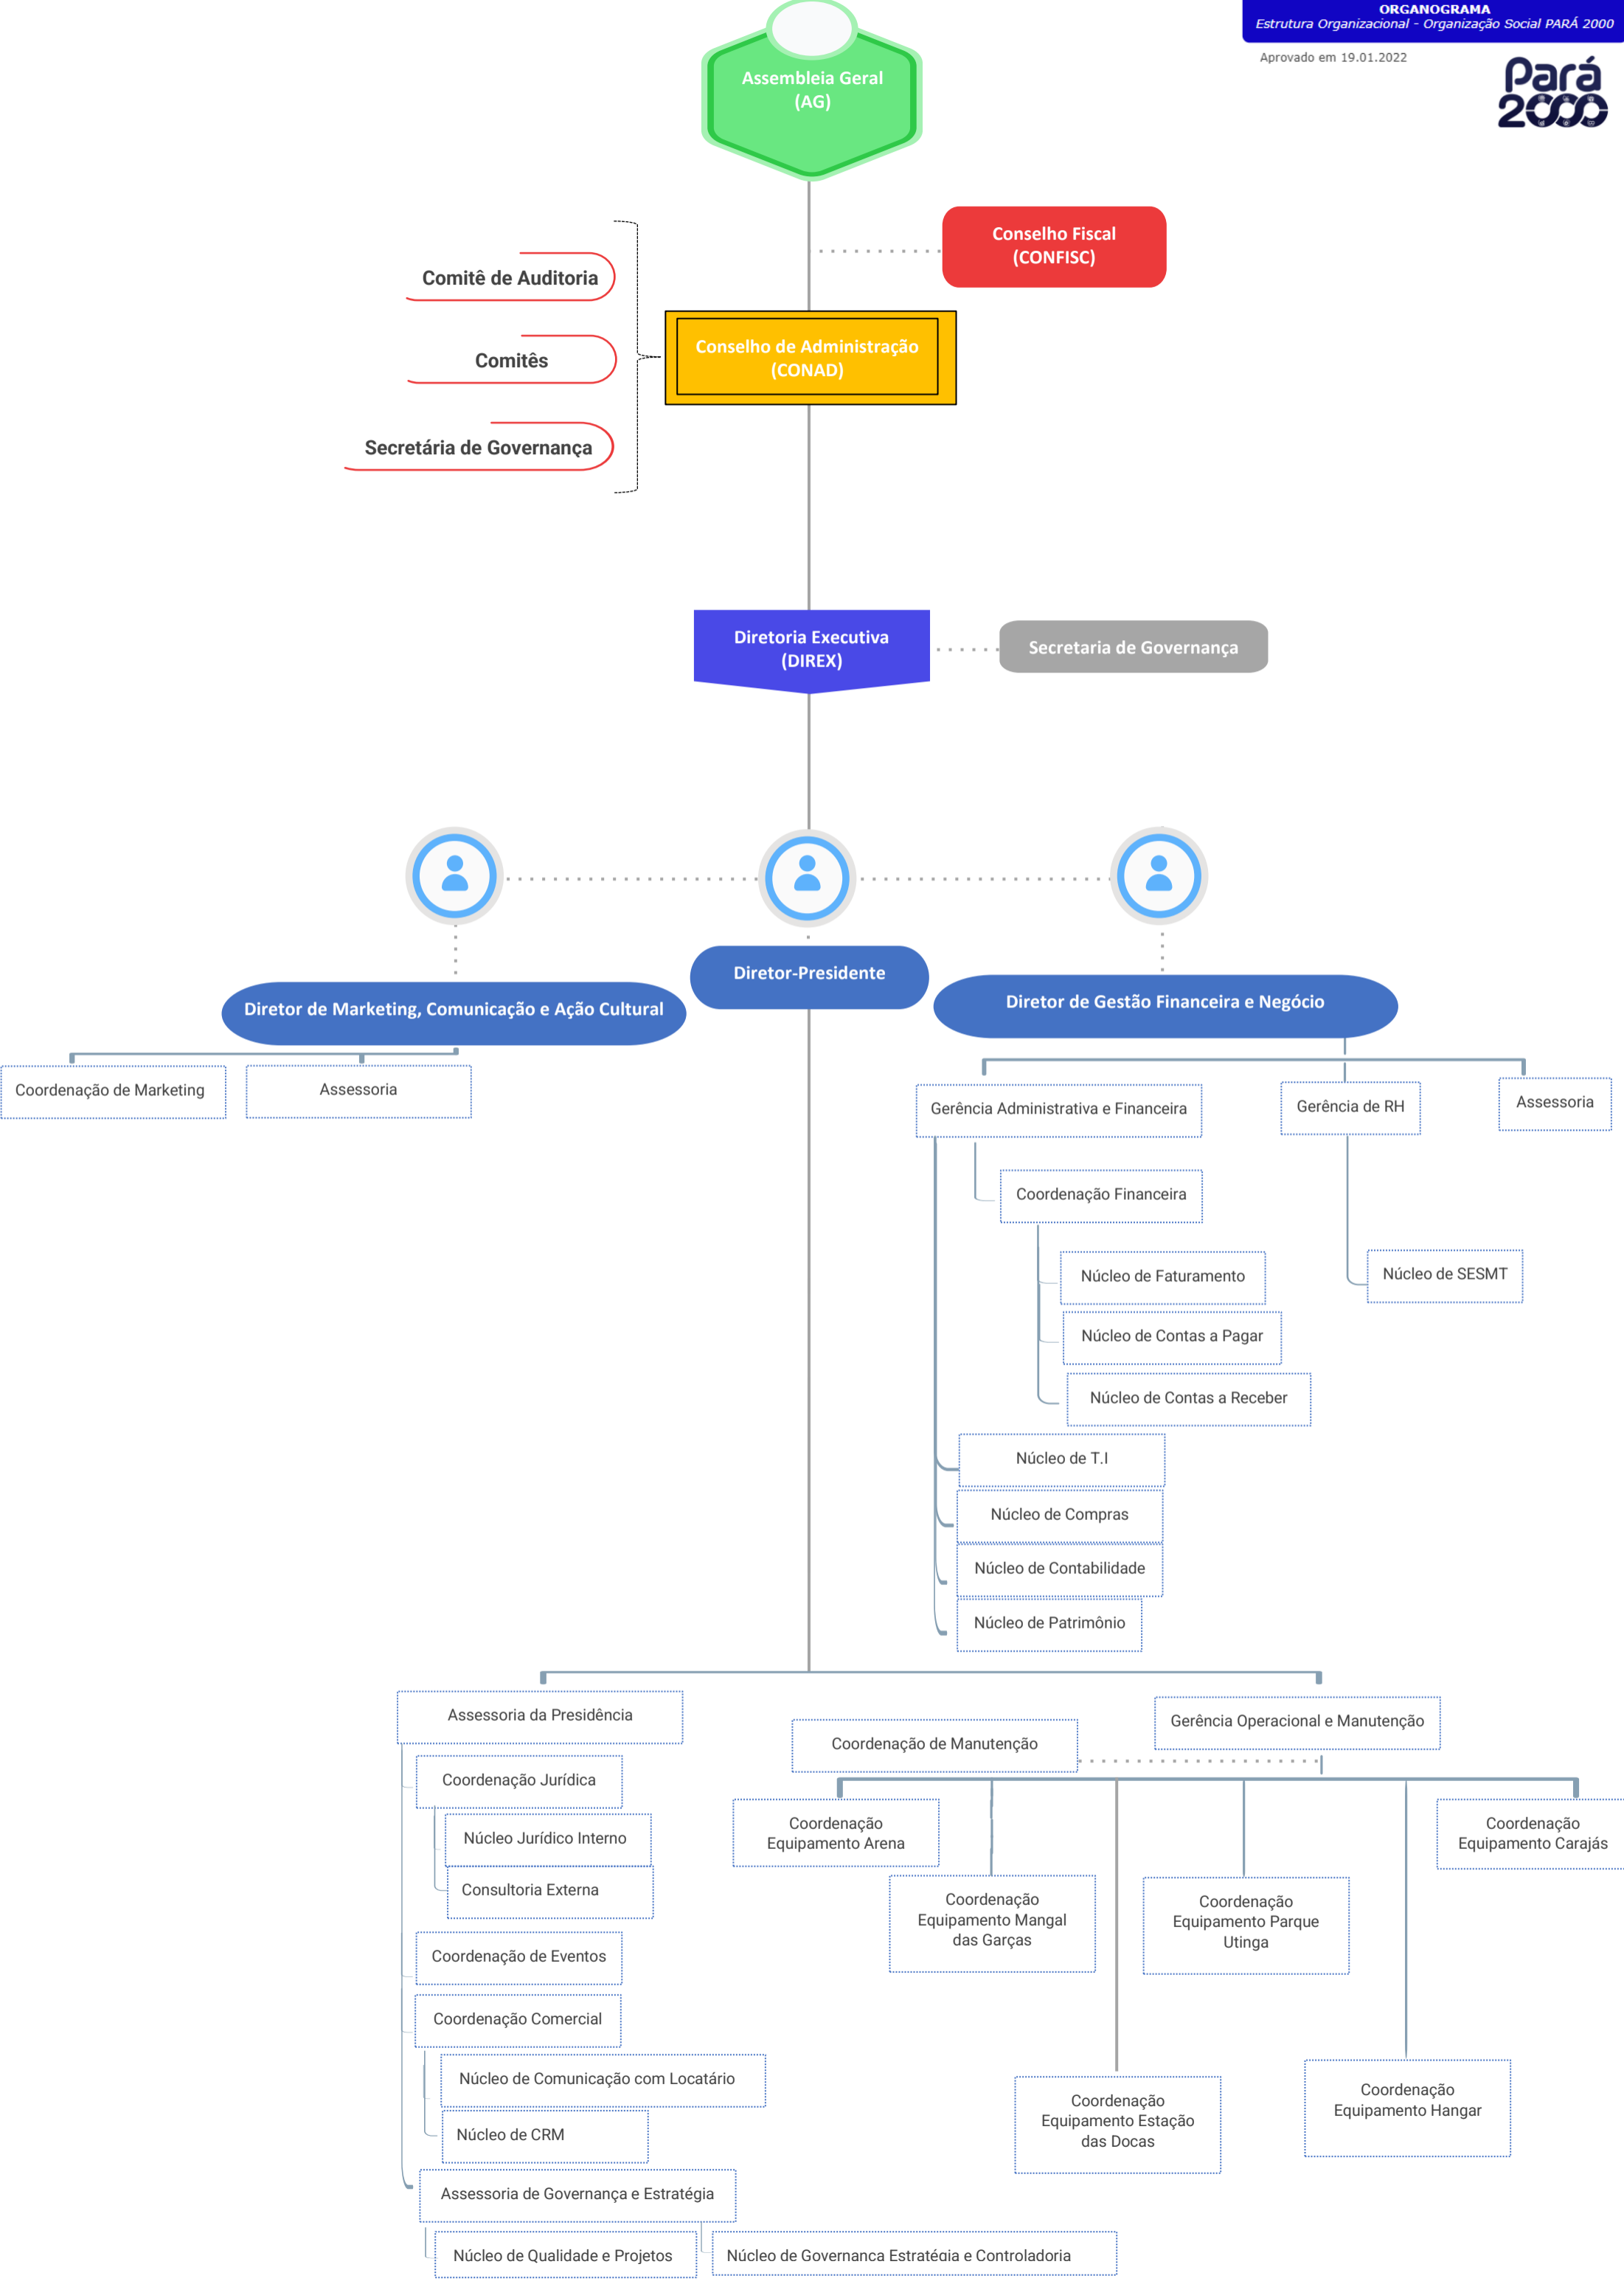 ORGANOGRAMA
Estrutura Organizacional - Organização Social PARÁ 2000
Aprovado em 19.01.2022
Pará
2000
Assembleia Geral
(AG)
Conselho Fiscal
(CONFISC)
Comitê de Auditoria
Comitês
Secretária de Governança
Conselho de Administração
(CONAD)
Diretoria Executiva
(DIREX)
Secretaria de Governança
Diretor-Presidente
Diretor de Marketing, Comunicação e Ação Cultural
Diretor de Gestão Financeira e Negócio
Coordenação de Marketing
Assessoria
Gerência Administrativa e Financeira
Gerência de RH
Assessoria
Coordenação Financeira
Núcleo de Faturamento
Núcleo de SESMT
Núcleo de Contas a Pagar
Núcleo de Contas a Receber
Núcleo de T.I
Núcleo de Compras
Núcleo de Contabilidade
Núcleo de Patrimônio
Assessoria da Presidência
Gerência Operacional e Manutenção
Coordenação de Manutenção
Coordenação Jurídica
Núcleo Jurídico Interno
Consultoria Externa
Coordenação de Eventos
Coordenação Comercial
Núcleo de Comunicação com Locatário
Núcleo de CRM
Assessoria de Governança e Estratégia
Núcleo de Qualidade e Projetos
Núcleo de Governança Estratégia e Controladoria
Coordenação
Equipamento Arena
Coordenação
Equipamento Mangal
das Garças
Coordenação
Equipamento Estação
das Docas
Coordenação
Equipamento Parque
Utinga
Coordenação
Equipamento Hangar
Coordenação
Equipamento Carajás